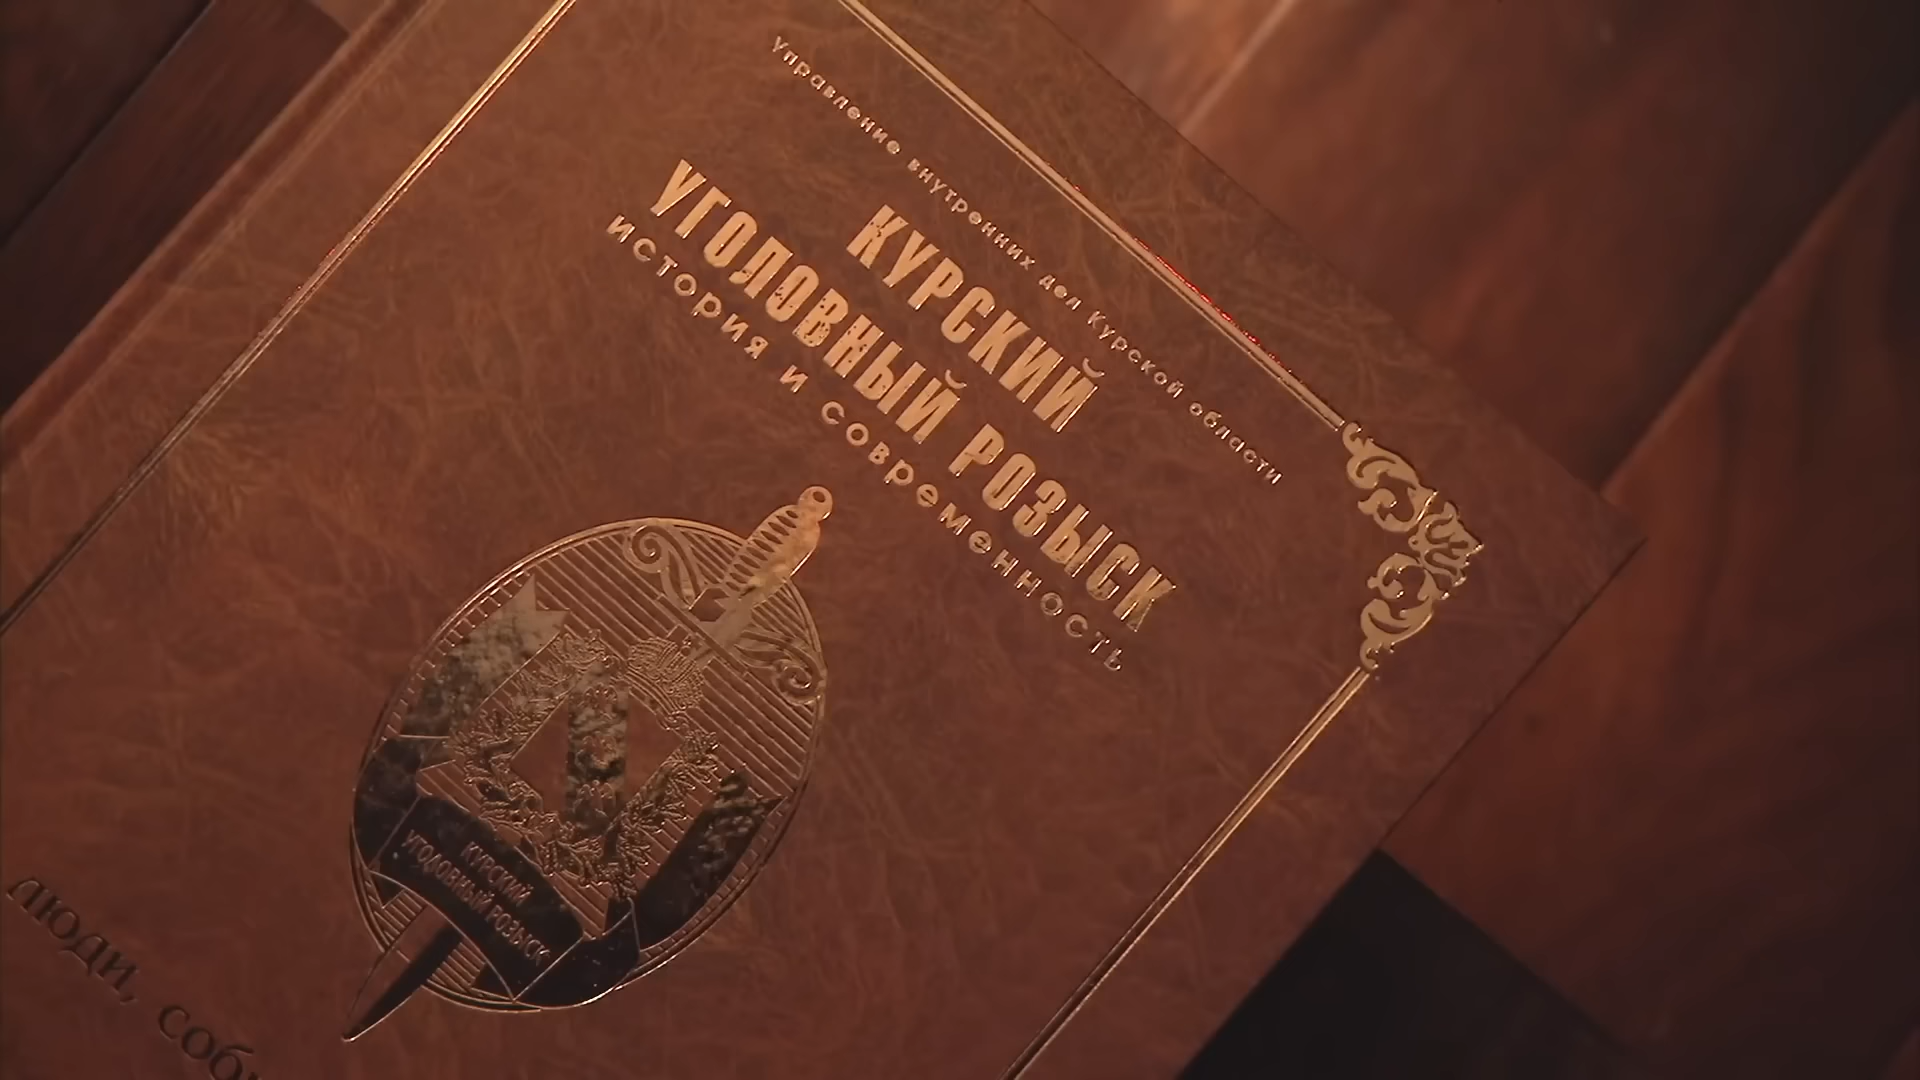 Управление внутренних дел Курской области
КУРСКИЙ
УГОЛОВНЫЙ РОЗЫСК
история и современность
КУРСКИЙ
УГОЛОВНЫЙ РОЗЫСК
люди,